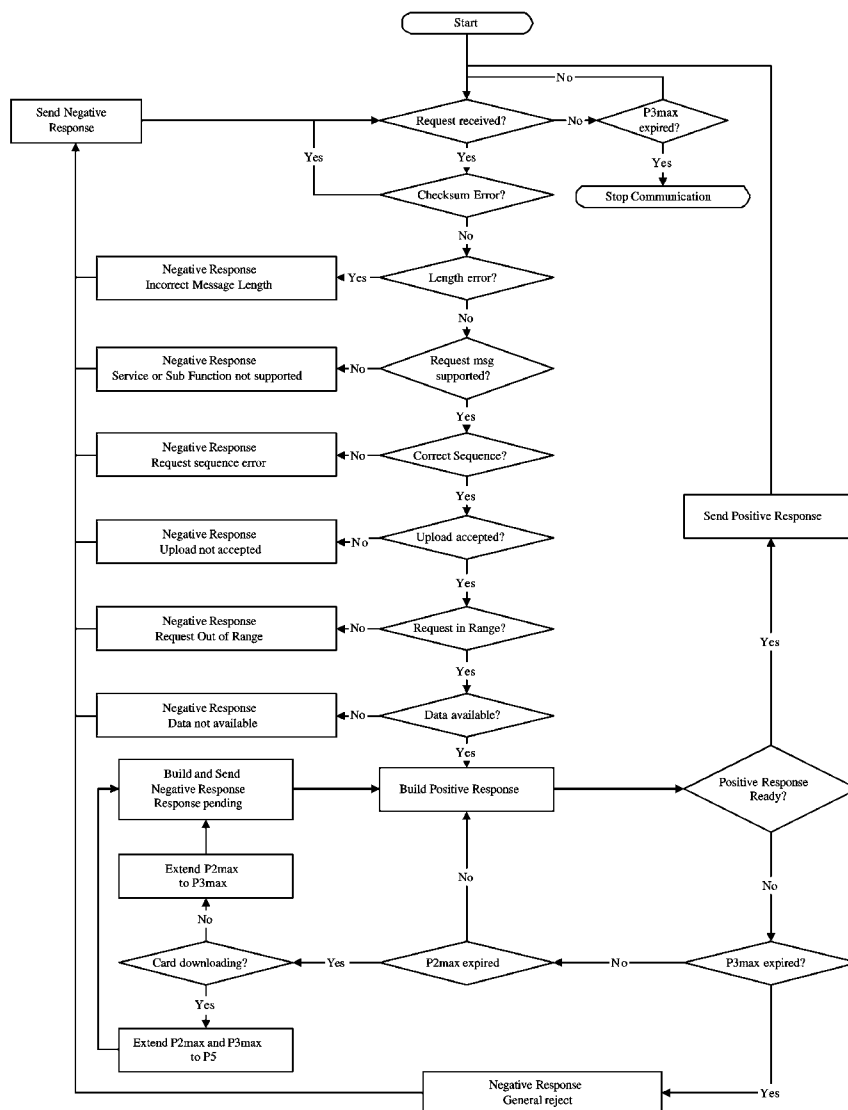 Start
No
Send Negative
Response
Request received?
No
P3max
expired?
Yes
Yes
Yes
Checksum Error?
Stop Communication
No
Negative Response
Incorrect Message Length
Yes
Length error?
No
Negative Response
Service or Sub Function not supported
No
Request msg
supported?
Yes
Negative Response
Request sequence error
No
Correct Sequence?
Yes
Send Positive Response
Negative Response
Upload not accepted
No
Upload accepted?
Yes
Negative Response
Request Out of Range
No
Request in Range?
Yes
Yes
Negative Response
Data not available
No
Data available?
Yes
Build and Send
Negative Response
Response pending
Build Positive Response
Positive Response
Ready?
Extend P2max
to P3max
No
No
No
Card downloading?
Yes
P2max expired
No
P3max expired?
Yes
Extend P2max and P3max
to P5
Negative Response
General reject
Yes